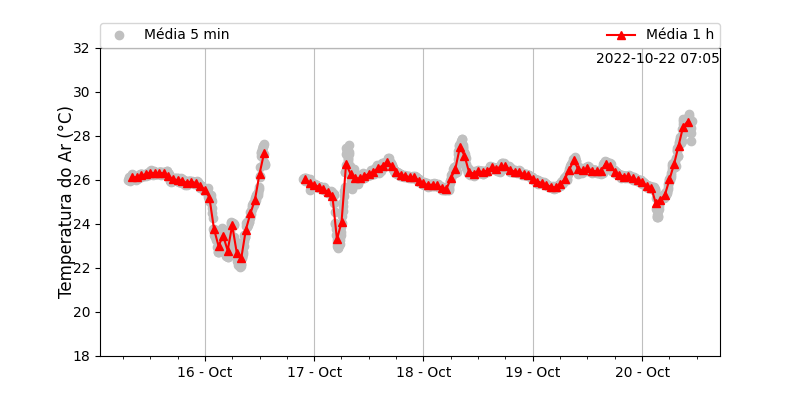 Média 5 min
Média 1 h
2022-10-22 07:05
Temperatura do Ar (°C)
32
30
28
26
24
22
20
18
16 - Oct
17 - Oct
18 - Oct
19 - Oct
20 - Oct